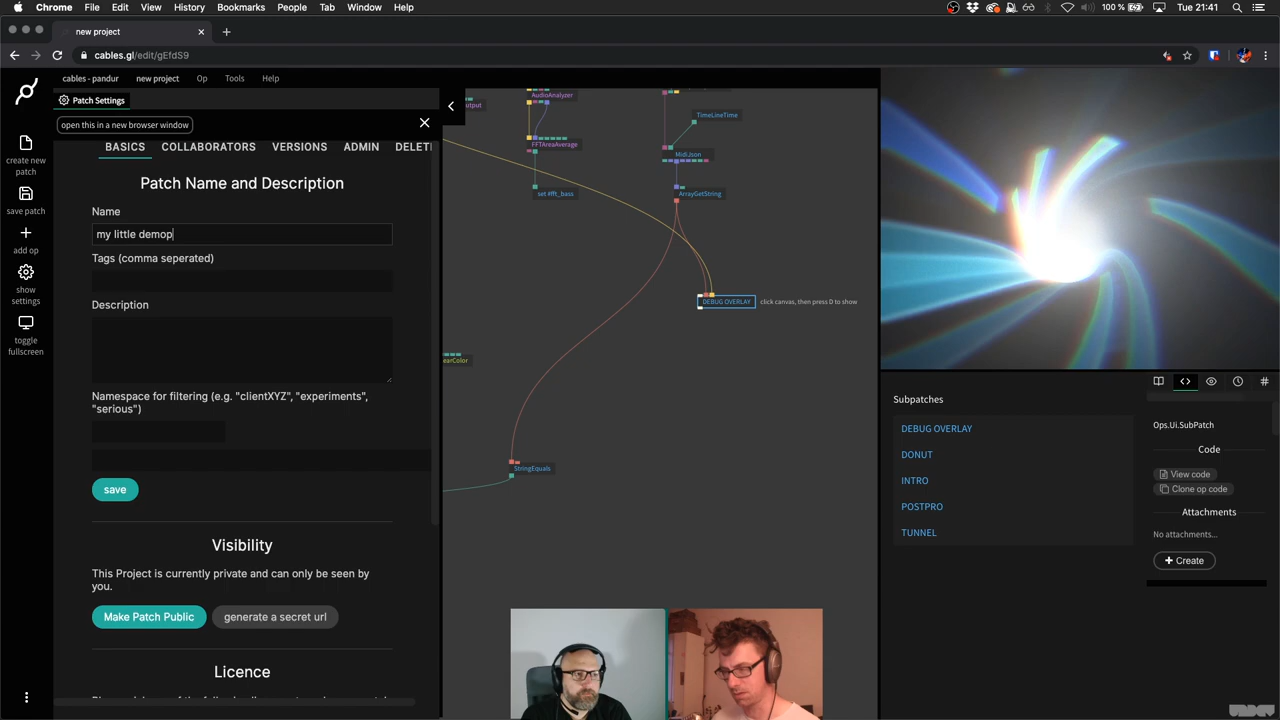 Chrome File Edit View History Bookmarks People Tab Window Help 100 % Tue 21:41
new project
cables.gl/edit/gEfdS9
cables - pandur new project Op Tools Help
Patch Settings
open this in a new browser window
create new
patch
save patch
add op
show
settings
toggle
fullscreen
BASICS COLLABORATORS VERSIONS ADMIN DELET
Patch Name and Description
Name
my little demop
Tags (comma seperated)
Description
Namespace for filtering (e.g. "clientXYZ", "experiments",
"serious")
save
Visibility
This Project is currently private and can only be seen by
you.
Make Patch Public generate a secret url
Licence
utput
AudioAnalyzer
TimeLineTime
FFTAreaAverage
MidiJson
set #fft_bass
ArrayGetString
DEBUG OVERLAY click canvas, then press D to show
earColor
StringEquals
Subpatches
DEBUG OVERLAY
DONUT
INTRO
POSTPRO
TUNNEL
Ops.Ui.SubPatch
Code
View code
Clone op code
Attachments
No attachments...
+ Create